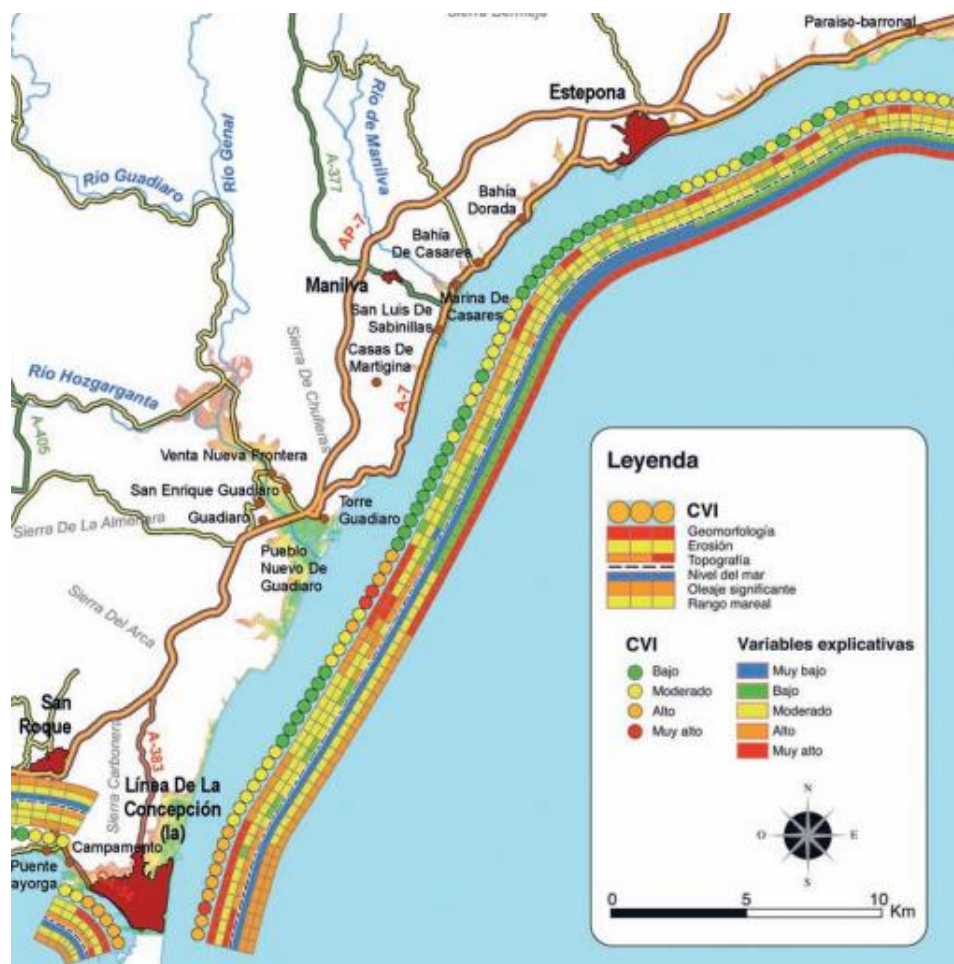 Sierra Bermeja
Paraiso-barronal
Estepona
Río Genal
Río de Manilva
Río Guadiaro
A-377
AP-7
Bahía
Dorada
Bahía
De Casares
Manilva
Marina De
Casares
San Luis De
Sabinillas
Casas De
Martigina
Sierra De Chulleras
Río Hozgarganta
A-7
A-405
Venta Nueva Frontera
San Enrique Guadiaro
Guadiaro
Torre
Guadiaro
Sierra De La Almenara
Pueblo
Nuevo De
Guadiaro
Sierra Del Arca
San
Roque
A-383
Sierra Carbonera
Línea De La
Concepción
(la)
Campamento
Puente
ayorga
Leyenda
CVI
Geomorfología
Erosión
Topografía
Nivel del mar
Oleaje significante
Rango mareal
CVI
Bajo
Moderado
Alto
Muy alto
Variables explicativas
Muy bajo
Bajo
Moderado
Alto
Muy alto
N
O
E
S
0
5
10
Km